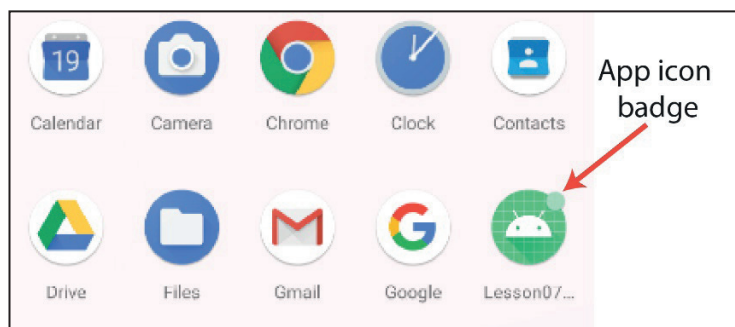 19
Calendar
Camera
Chrome
Clock
Contacts
App icon
badge
Drive
Files
Gmail
Google
Lesson07...